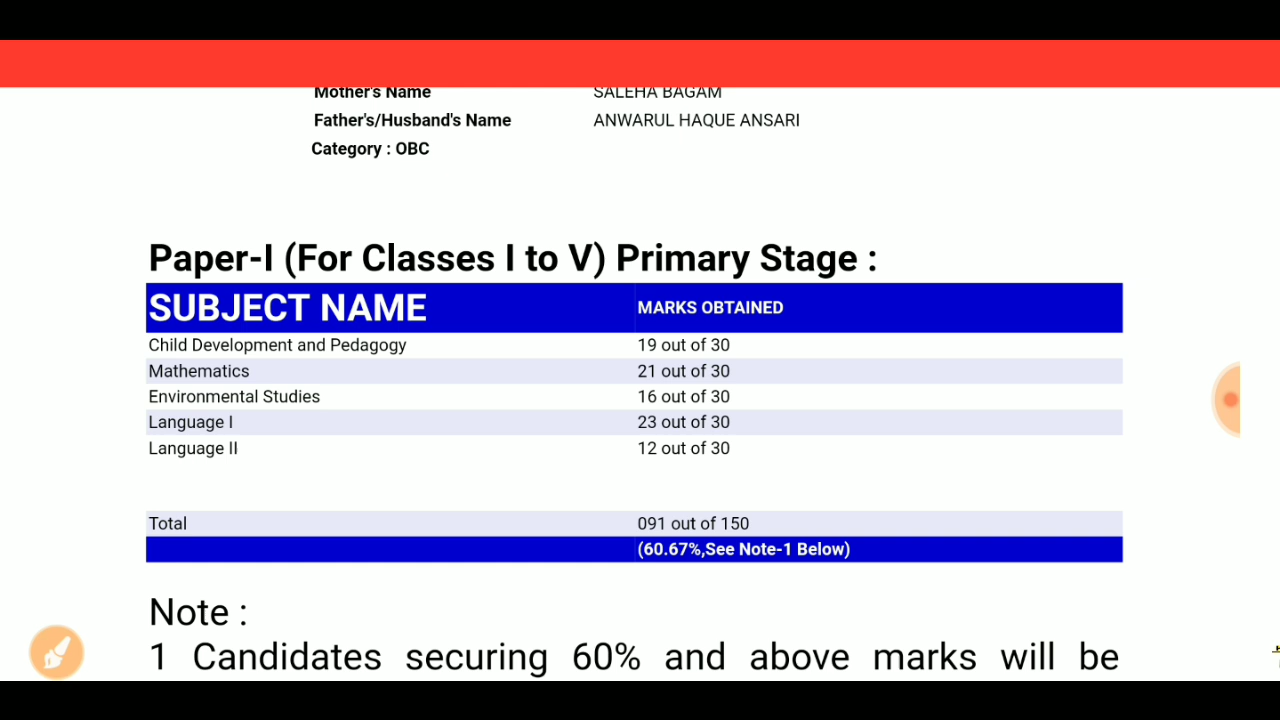 Mother's Name SALEHA BAGAM
Father's/Husband's Name ANWARUL HAQUE ANSARI
Category : OBC
Paper-I (For Classes I to V) Primary Stage :
SUBJECT NAME MARKS OBTAINED
Child Development and Pedagogy 19 out of 30
Mathematics 21 out of 30
Environmental Studies 16 out of 30
Language I 23 out of 30
Language II 12 out of 30
Total 091 out of 150
(60.67%,See Note-1 Below)
Note :
1 Candidates securing 60% and above marks will be